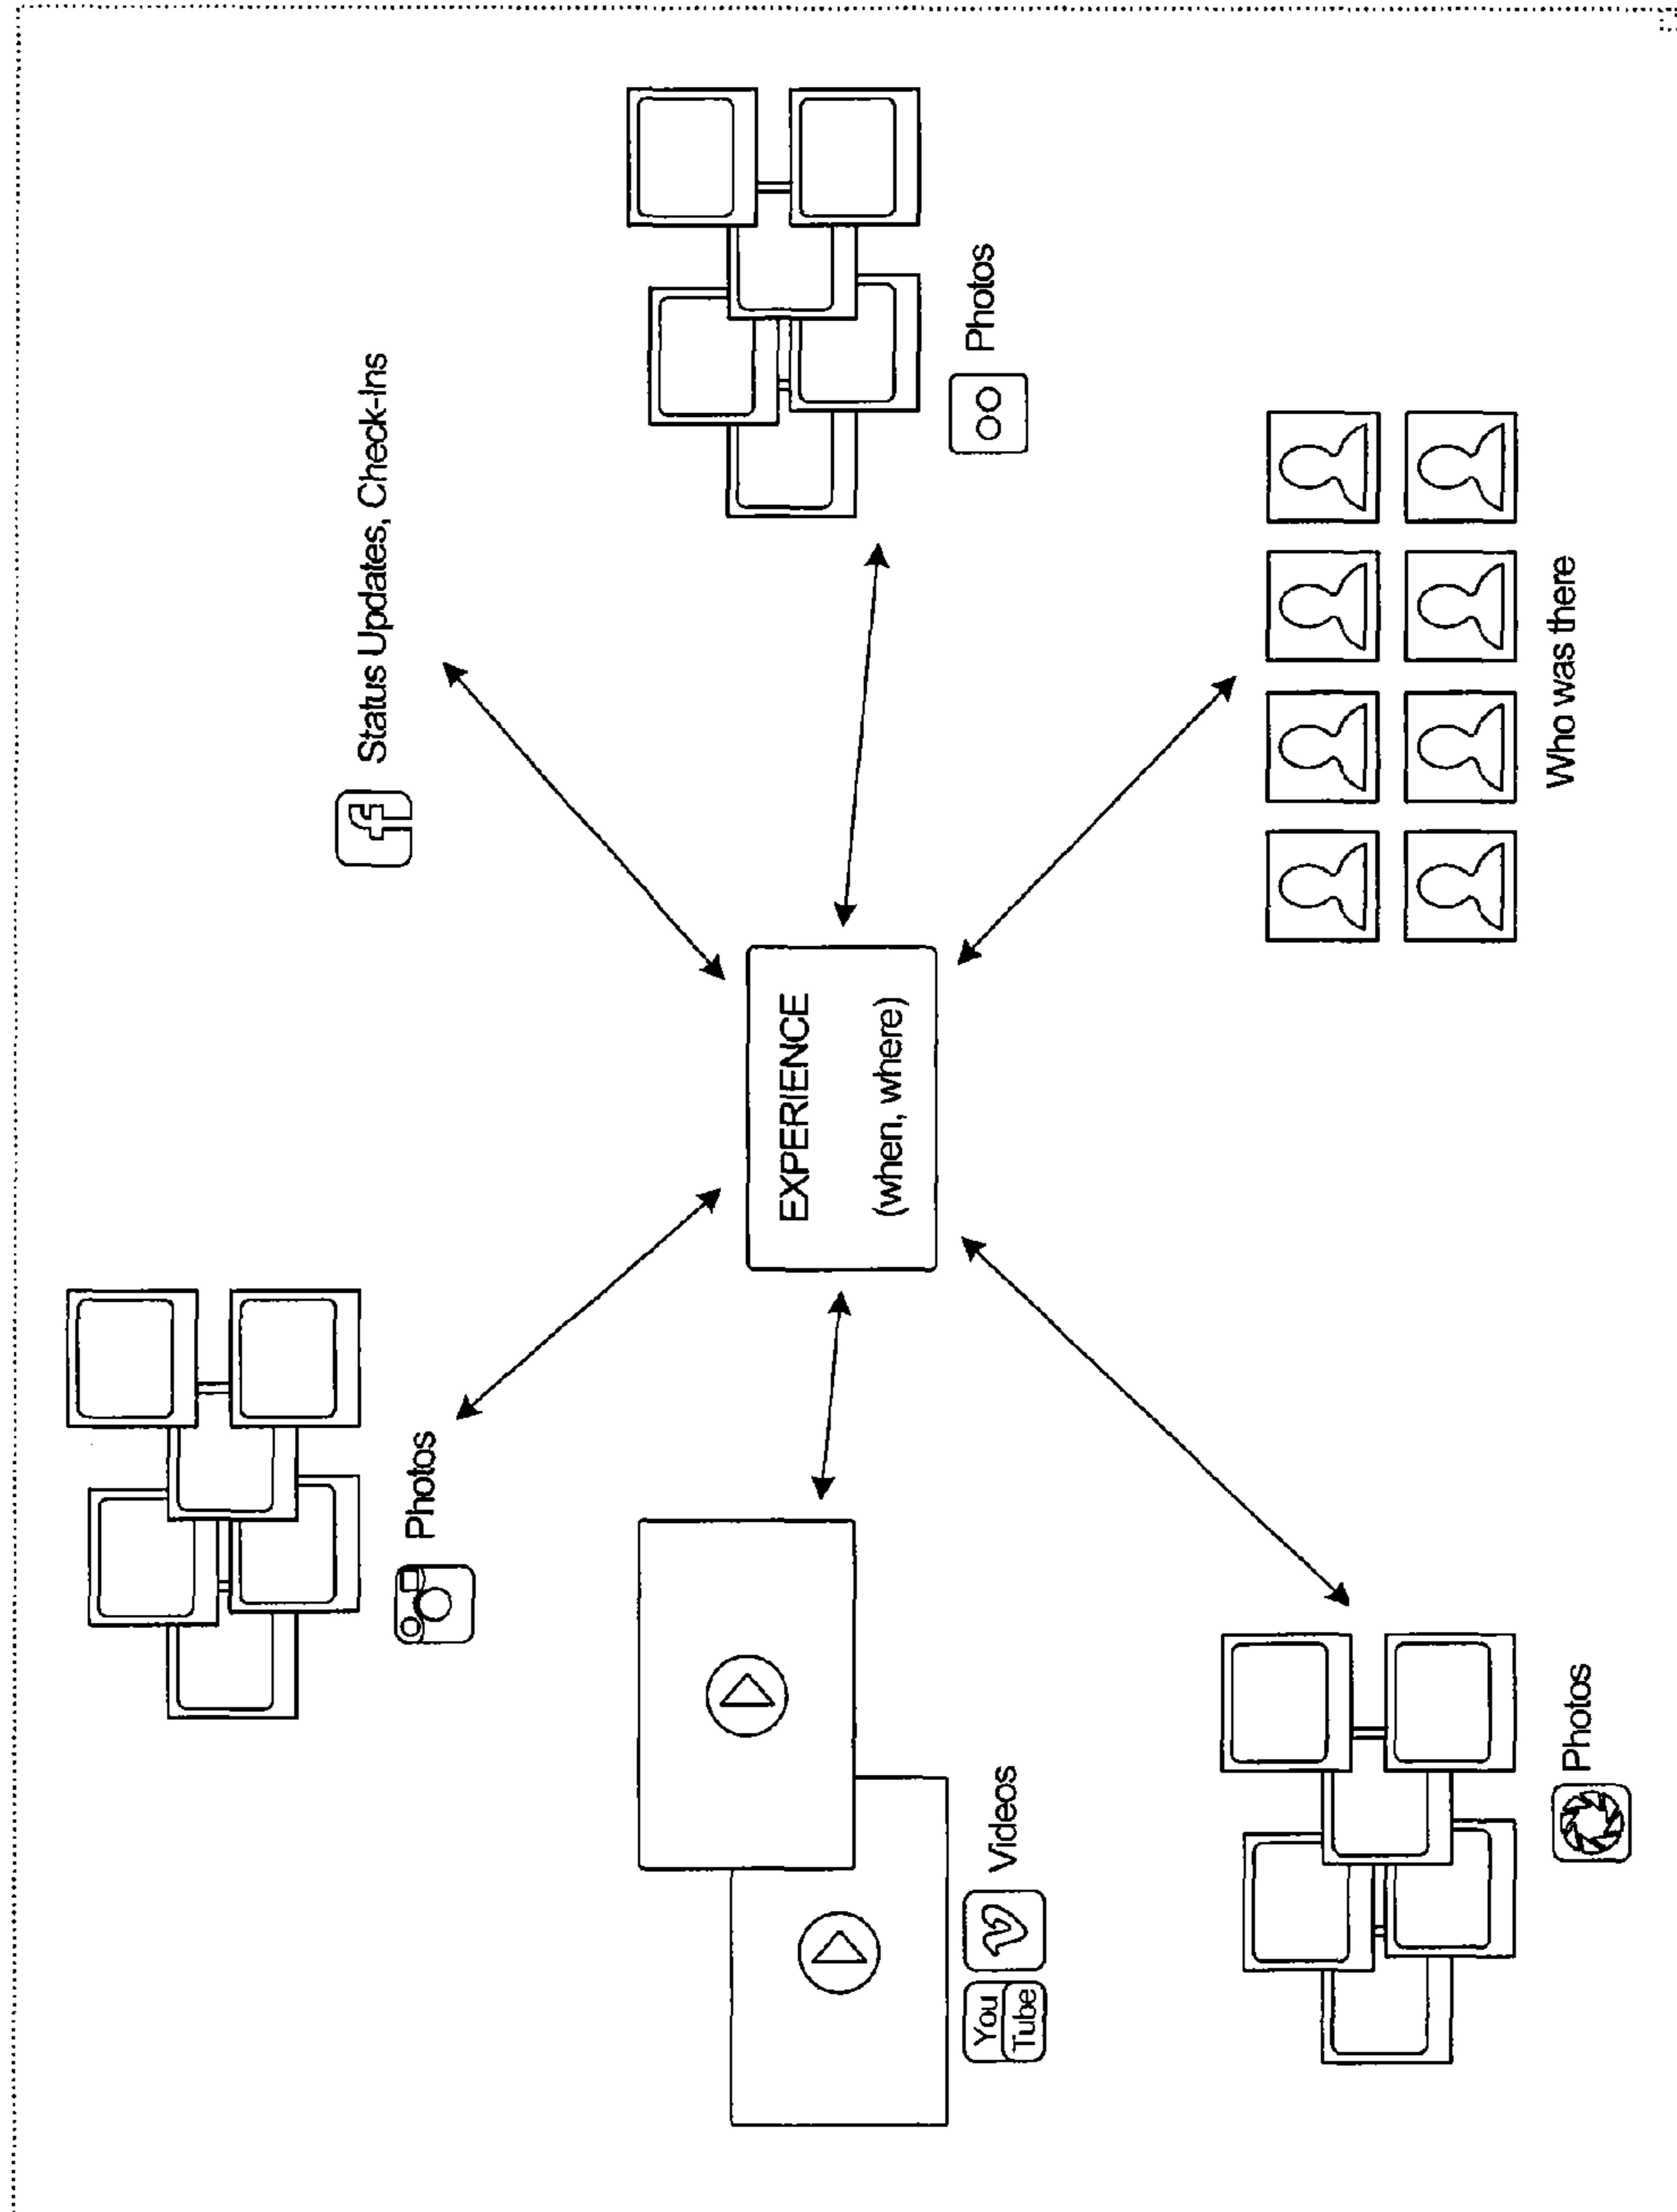 Photos
f Status Updates, Check-Ins
EXPERIENCE
(when, where)
You
Tube
Videos
Photos
Photos
Who was there